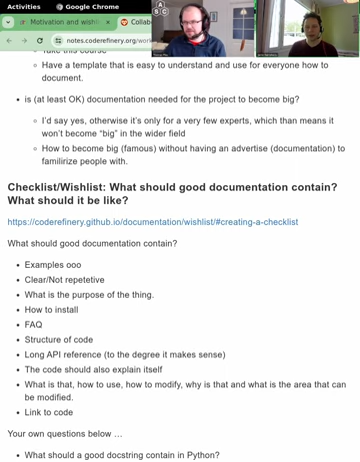 Activities Google Chrome
Motivation and wishl
Collabo
notes.coderefinery.org/work
Take this course
Have a template that is easy to understand and use for everyone how to
document.
is (at least OK) documentation needed for the project to become big?
I'd say yes, otherwise it's only for a very few experts, which than means it
won't become “big” in the wider field
How to become big (famous) without having an advertise (documentation) to
familirize people with.
Checklist/Wishlist: What should good documentation contain?
What should it be like?
https://coderefinery.github.io/documentation/wishlist/#creating-a-checklist
What should good documentation contain?
Examples ooo
Clear/Not repetetive
What is the purpose of the thing.
How to install
FAQ
Structure of code
Long API reference (to the degree it makes sense)
The code should also explain itself
What is that, how to use, how to modify, why is that and what is the area that can
be modified.
Link to code
Your own questions below …
What should a good docstring contain in Python?